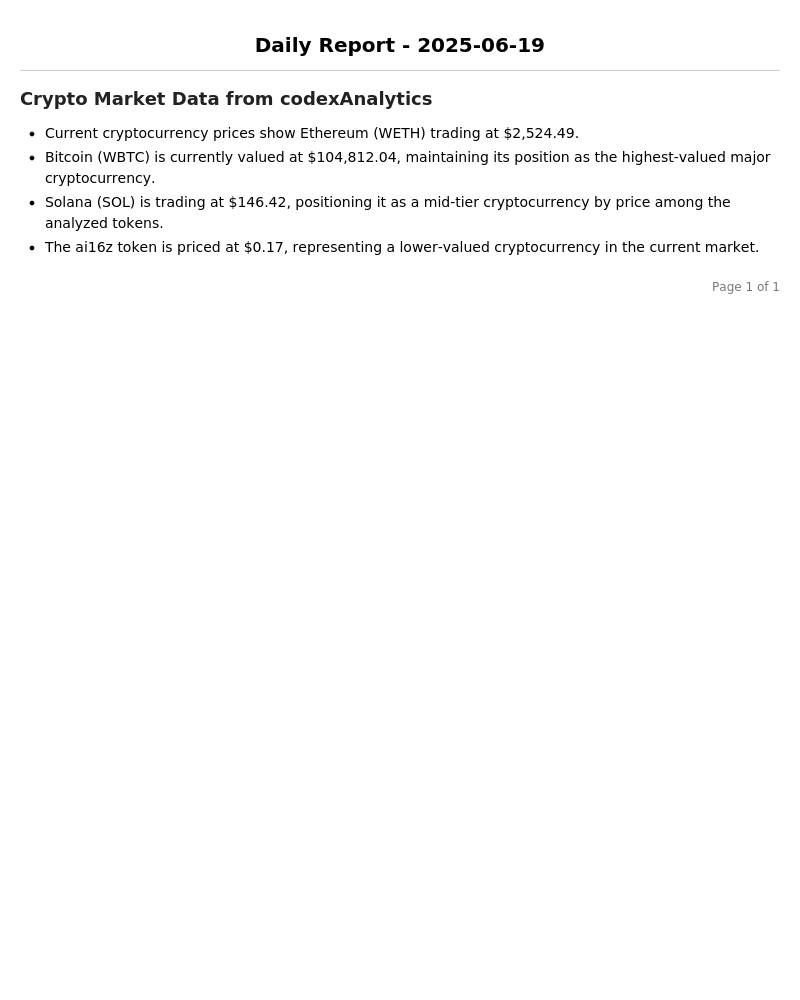 Daily Report - 2025-06-19
Crypto Market Data from codexAnalytics
• Current cryptocurrency prices show Ethereum (WETH) trading at $2,524.49.
• Bitcoin (WBTC) is currently valued at $104,812.04, maintaining its position as the highest-valued major
cryptocurrency.
• Solana (SOL) is trading at $146.42, positioning it as a mid-tier cryptocurrency by price among the
analyzed tokens.
• The ai16z token is priced at $0.17, representing a lower-valued cryptocurrency in the current market.
Page 1 of 1